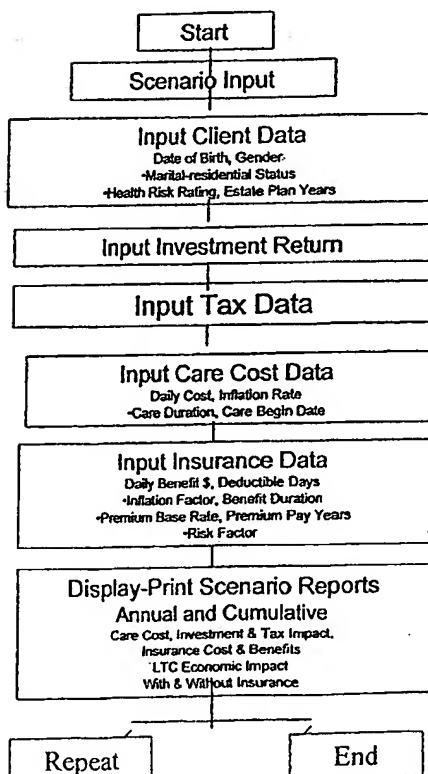 Start
Scenario Input
Input Client Data
Date of Birth, Gender
•Marital-residential Status
•Health Risk Rating, Estate Plan Years
Input Investment Return
Input Tax Data
Input Care Cost Data
Daily Cost, Inflation Rate
•Care Duration, Care Begin Date
Input Insurance Data
Daily Benefit $, Deductible Days
•Inflation Factor, Benefit Duration
•Premium Base Rate, Premium Pay Years
•Risk Factor
Display-Print Scenario Reports
Annual and Cumulative
Care Cost, Investment & Tax Impact,
Insurance Cost & Benefits
LTC Economic Impact
With & Without Insurance
Repeat
End